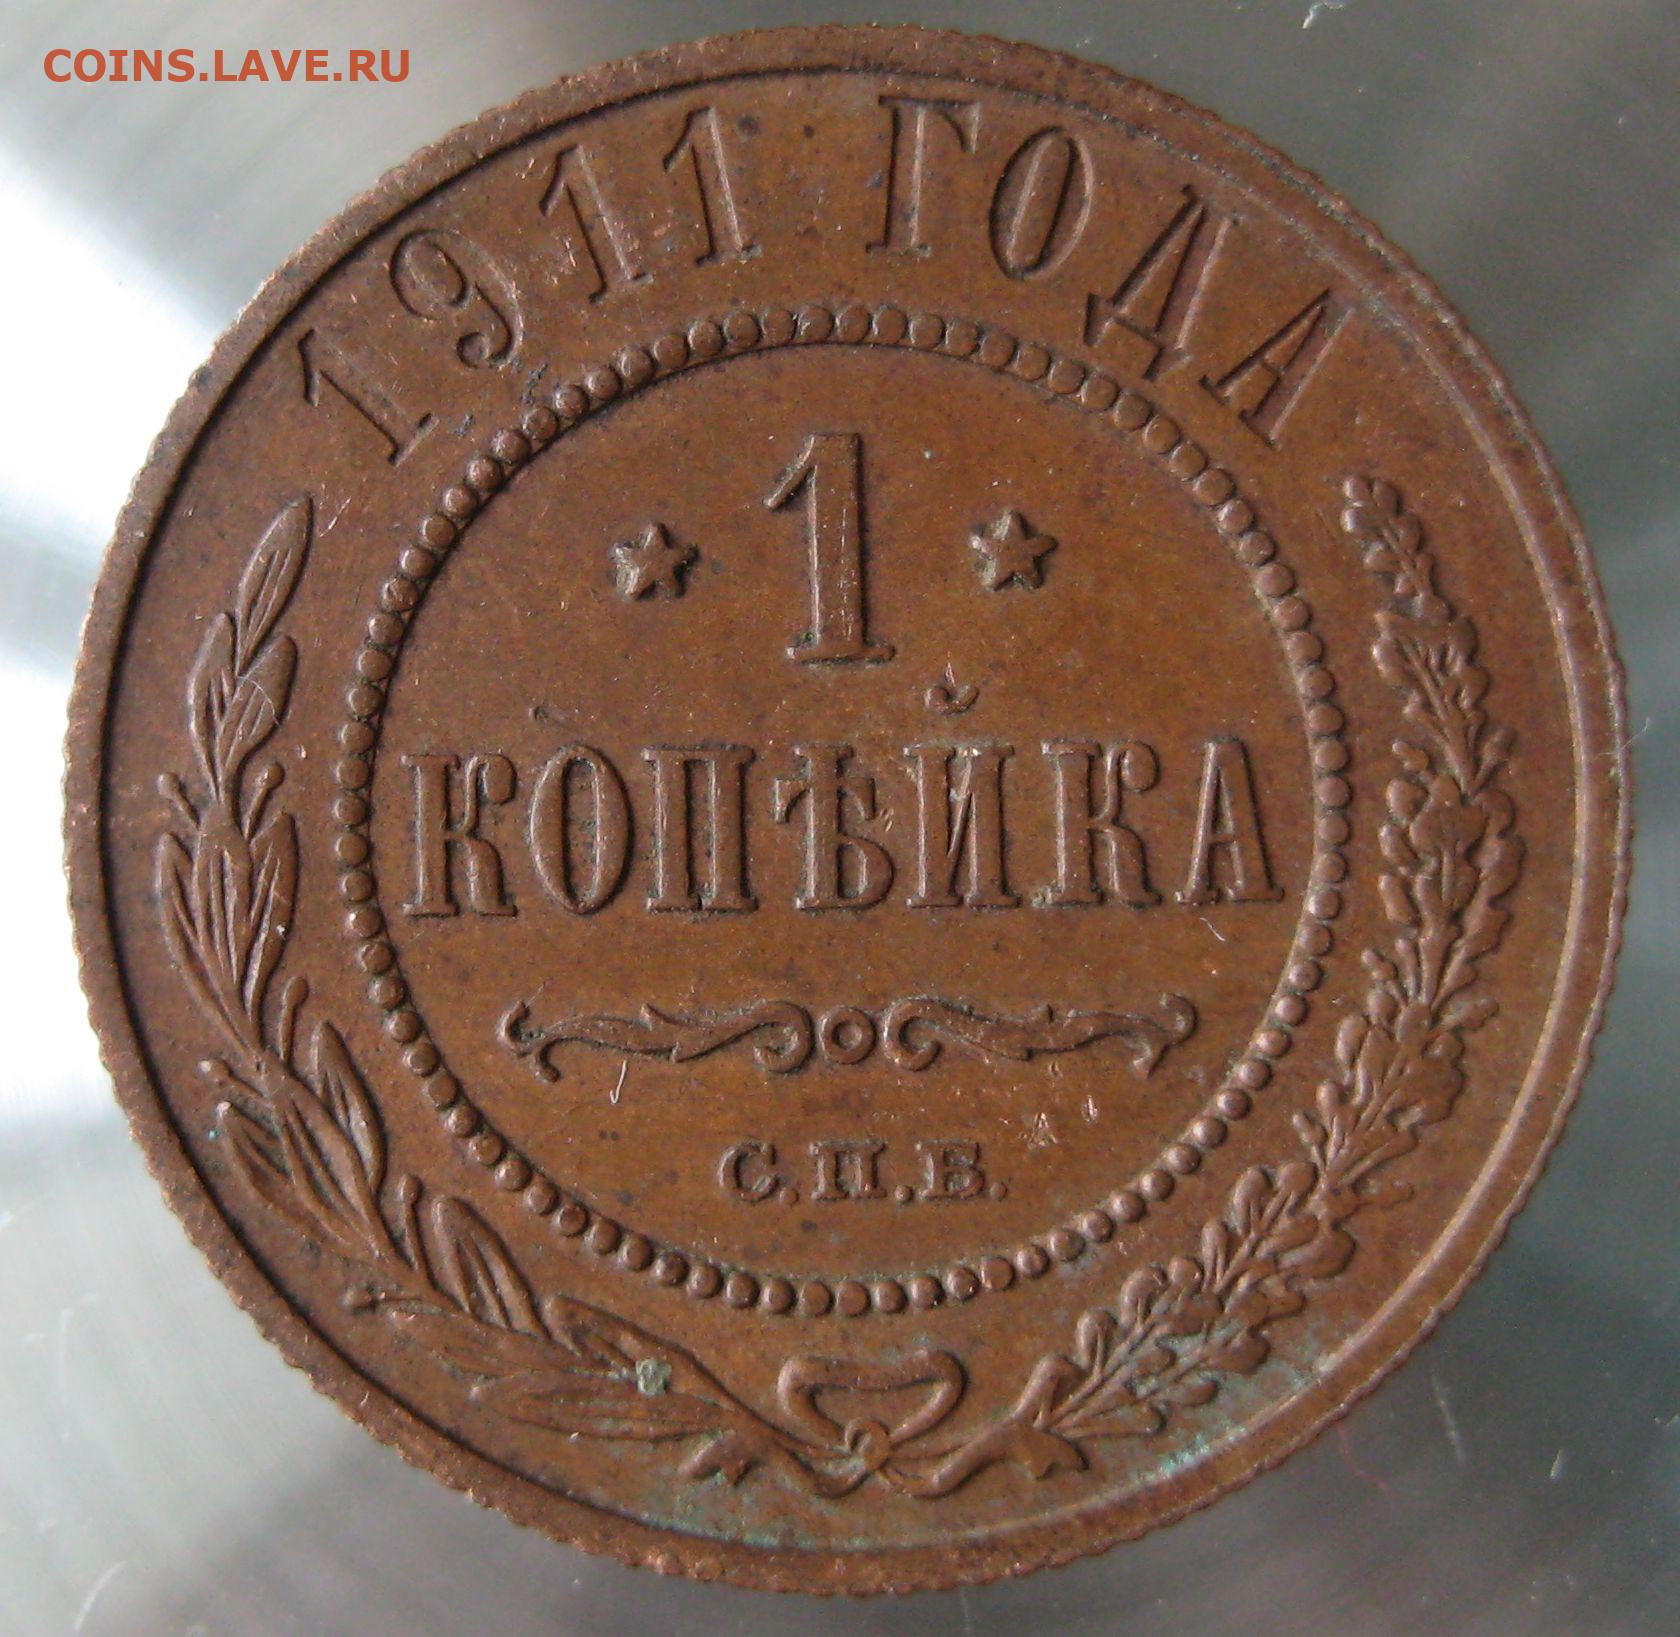 COINS.LAVE.RU
1911 ГОДА
* 1 *
КОПѢЙКА
С.П.Б.